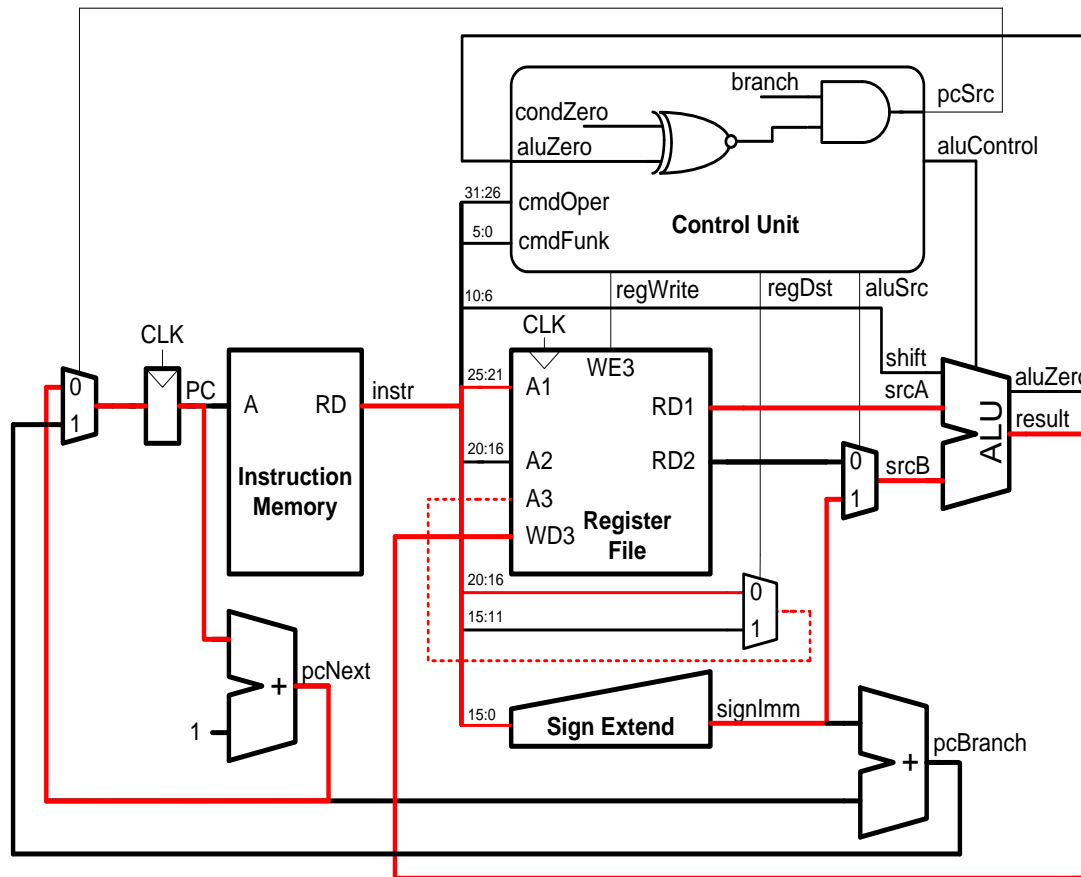 branch
pcSrc
condZero
aluZero
aluControl
31:26
cmdOper
5:0
cmdFunk
Control Unit
regWrite
regDst
aluSrc
10:6
CLK
CLK
shift
WE3
0
1
PC
A
RD
instr
25:21
A1
RD1
srcA
ALU
aluZero
result
20:16
A2
RD2
0
srcB
1
Instruction
Memory
A3
WD3
Register
File
20:16
0
15:11
1
pcNext
+
1
15:0
Sign Extend
signImm
pcBranch
+